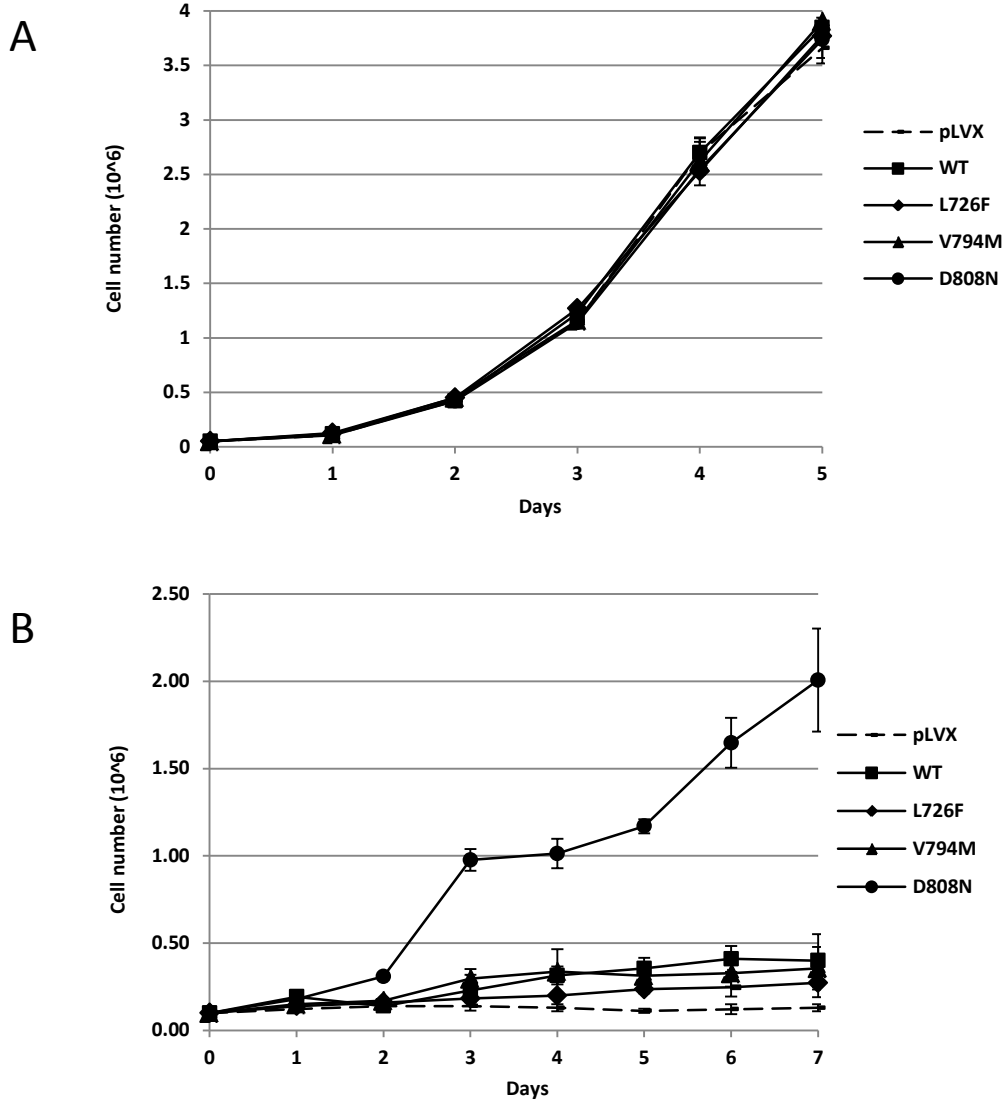 A
Cell number (10^6)
4
3.5
3
2.5
2
1.5
1
0.5
0
0 1 2 3 4 5
Days
pLVX
WT
L726F
V794M
D808N
B
Cell number (10^6)
2.50
2.00
1.50
1.00
0.50
0.00
0 1 2 3 4 5 6 7
Days
pLVX
WT
L726F
V794M
D808N